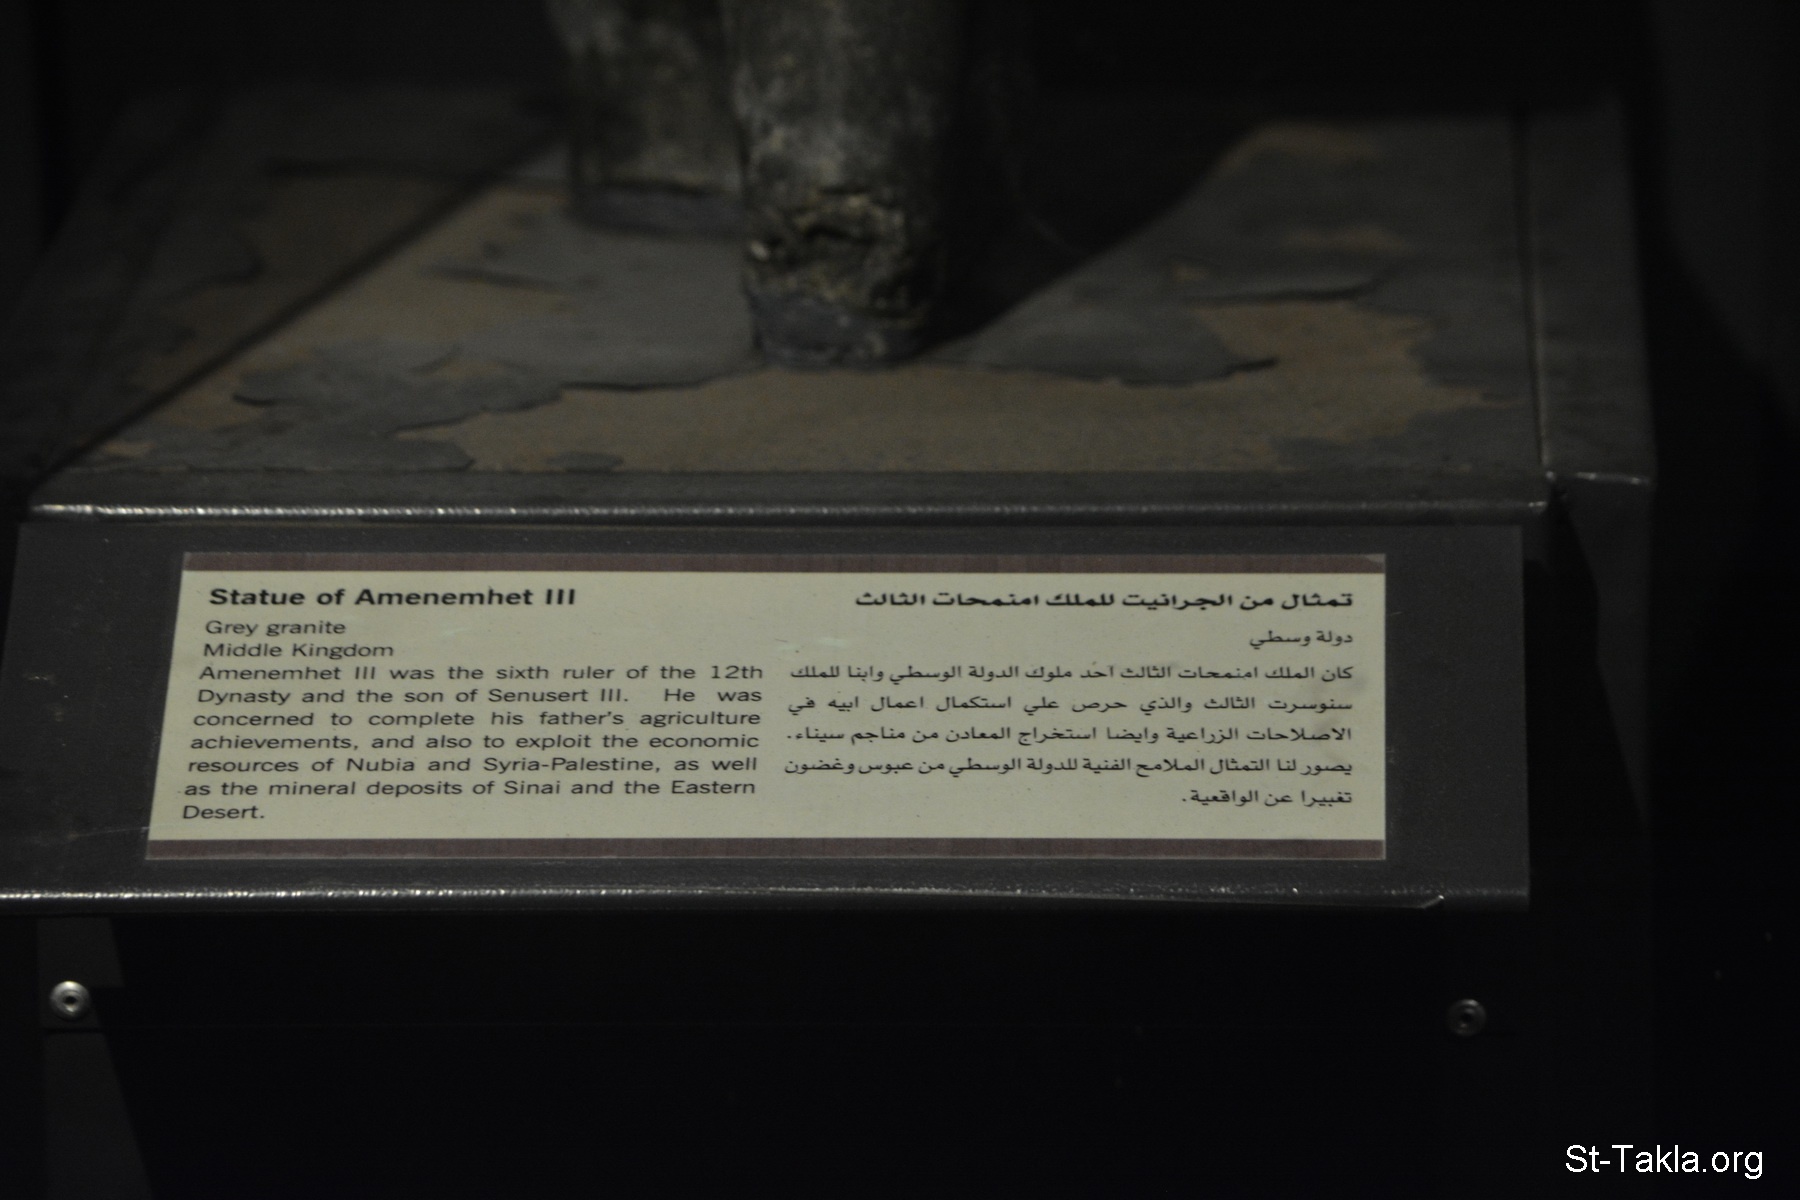 Statue of Amenemhet III
Grey granite
Middle Kingdom
Amenemhet III was the sixth ruler of the 12th
Dynasty and the son of Senusert III. He was
concerned to complete his father's agriculture
achievements, and also to exploit the economic
resources of Nubia and Syria-Palestine, as well
as the mineral deposits of Sinai and the Eastern
Desert.
تمثال من الجرانيت للملك امنمحات الثالث
دولة وسطي
كان الملك امنمحات الثالث احد ملوك الدولة الوسطي وابنا للملك
سنوسرت الثالث والذي حرص علي استكمال اعمال ابيه في
الاصلاحات الزراعية وايضا استخراج المعادن من مناجم سيناء.
يصور لنا التمثال الملامح الفنية للدولة الوسطي من عبوس وغضون
تغبيرا عن الواقعية.
St-Takla.org